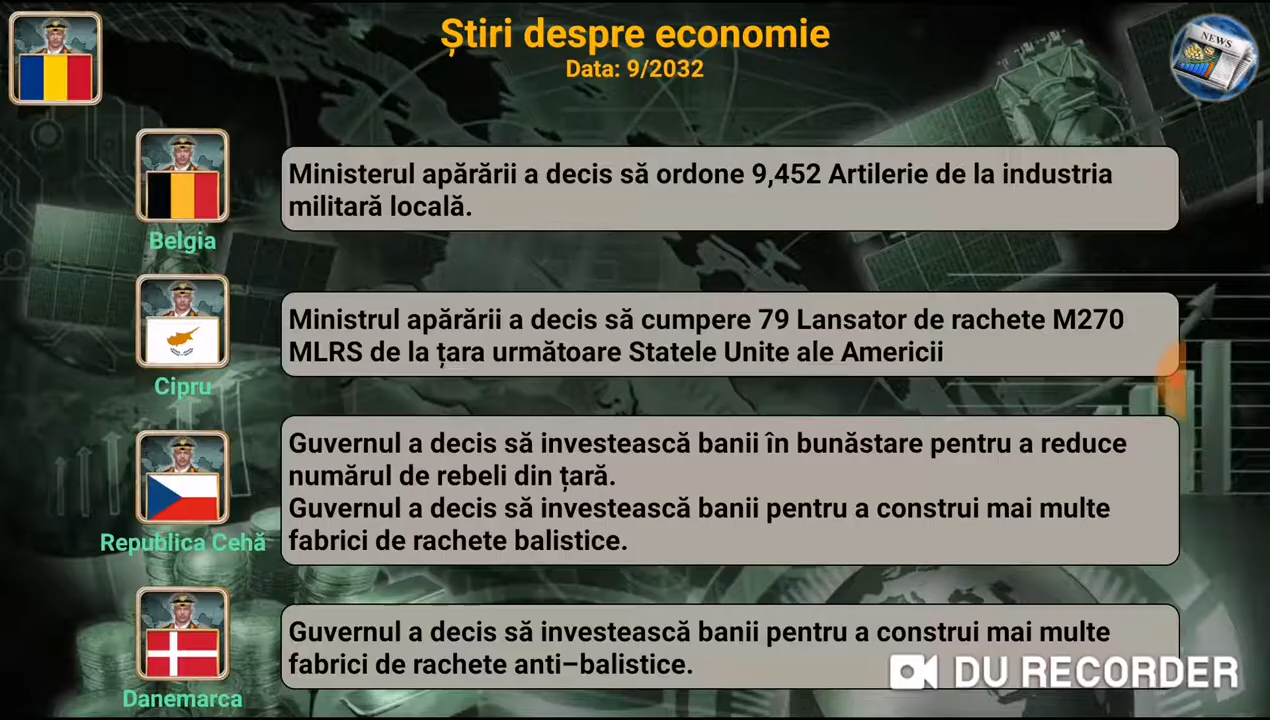 Știri despre economie
Data: 9/2032
NEWS
Ministerul apărării a decis să ordone 9,452 Artilerie de la industria
militară locală.
Belgia
Ministrul apărării a decis să cumpere 79 Lansator de rachete M270
MLRS de la țara următoare Statele Unite ale Americii
Cipru
Guvernul a decis să investească banii în bunăstare pentru a reduce
numărul de rebeli din țară.
Guvernul a decis să investească banii pentru a construi mai multe
fabrici de rachete balistice.
Republica Cehă
Guvernul a decis să investească banii pentru a construi mai multe
fabrici de rachete anti–balistice.
Danemarca
DU RECORDER